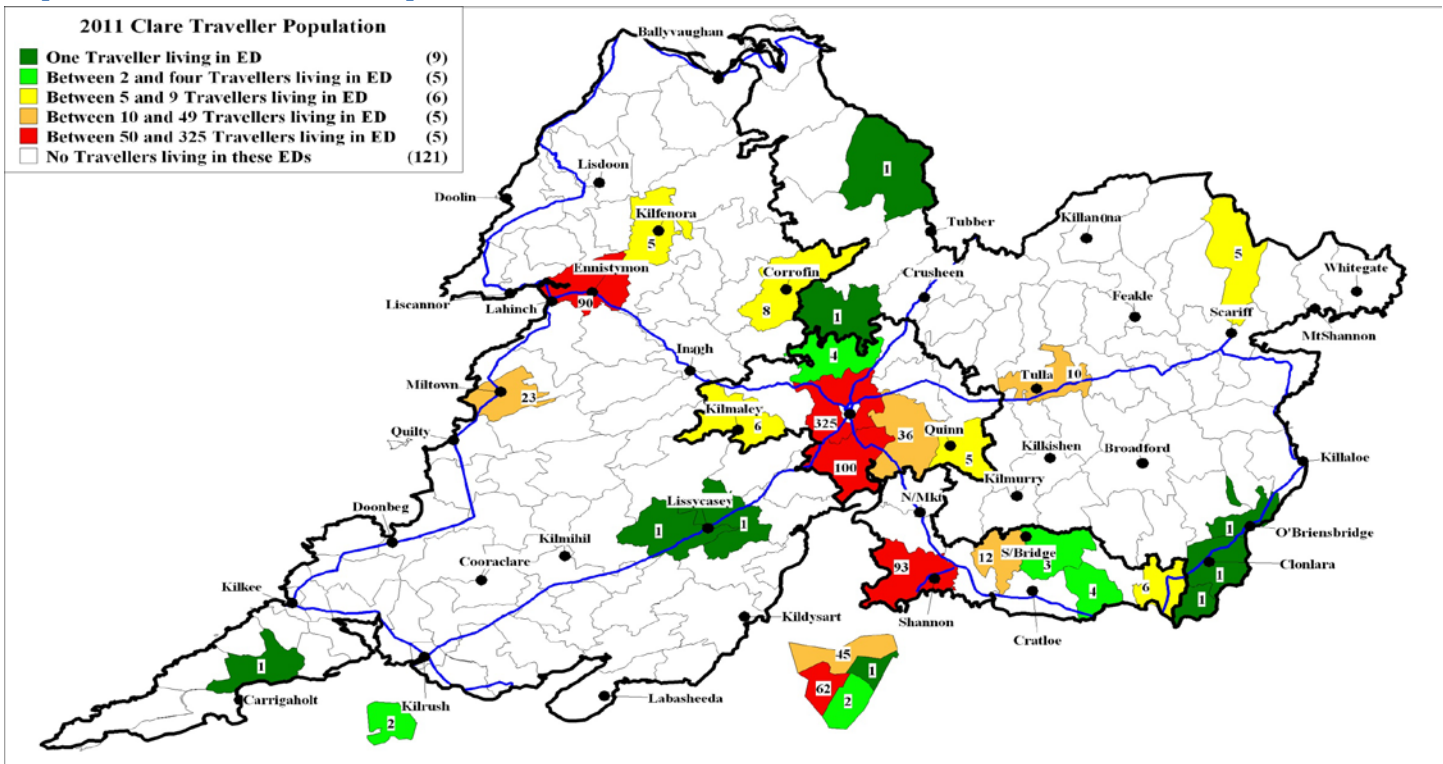 2011 Clare Traveller Population
One Traveller living in ED (9)
Between 2 and four Travellers living in ED (5)
Between 5 and 9 Travellers living in ED (6)
Between 10 and 49 Travellers living in ED (5)
Between 50 and 325 Travellers living in ED (5)
No Travellers living in these EDs (121)
Ballyvaughan
Lisdoon
Doolin
1
Kilfenora
5
Tubber
Killan0na
5
Ennistymon
Corrofin
Crusheen
Whitegate
Liscannor
Lahinch
90
8
1
Feakle
Scariff
MtShannon
4
In0gh
Tulla
10
Miltown
23
Kilmaley
6
325
36
Quinn
5
Quilty
100
Kilkishen
Broadford
Killaloe
Kilmurry
Lissycasey
N/Mkt
Doonbeg
1
1
1
O'Briensbridge
Kilmihil
S/Bridge
12
3
Cooraclare
93
4
6
1
Clonlara
1
Kilkee
Kildysart
Shannon
Cratloe
45
1
1
62
2
Carrigaholt
Kilrush
Labasheeda
2